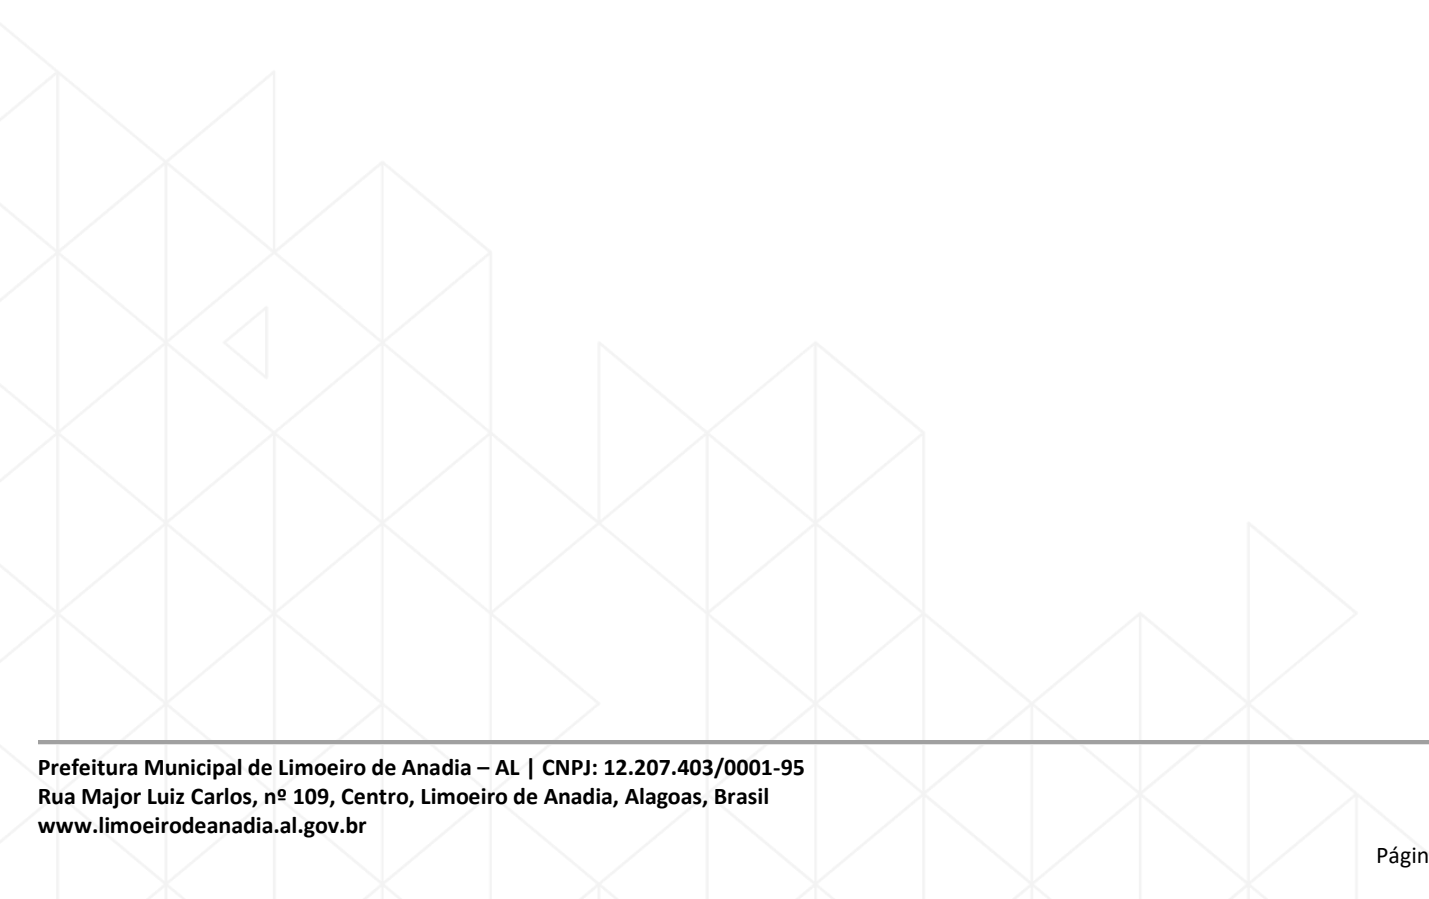 Prefeitura Municipal de Limoeiro de Anadia – AL | CNPJ: 12.207.403/0001-95
Rua Major Luiz Carlos, nº 109, Centro, Limoeiro de Anadia, Alagoas, Brasil
www.limoeirodeanadia.al.gov.br
Págin